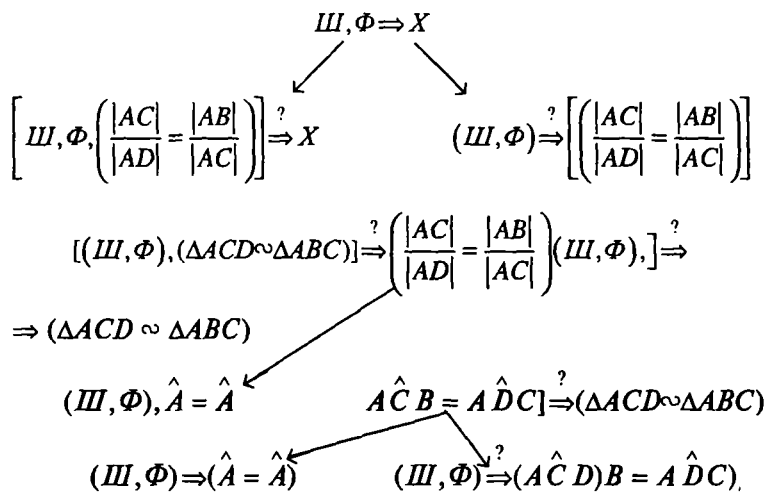 Ш,Ф⇒X
[Ш,Ф,(|AC|/|AD| = |AB|/|AC|)] ?⇒ X (Ш,Ф) ?⇒ [(|AC|/|AD| = |AB|/|AC|)]
[(Ш,Ф),(ΔACD∾ΔABC)] ?⇒ (|AC|/|AD| = |AB|/|AC|)(Ш,Ф),] ?⇒
⇒ (ΔACD ∾ ΔABC)
(Ш,Ф), Â = Â AĈB = AD̂C] ?⇒ (ΔACD∾ΔABC)
(Ш,Ф)⇒(Â = Â) (Ш,Ф) ?⇒ (AĈD)B = AD̂C),